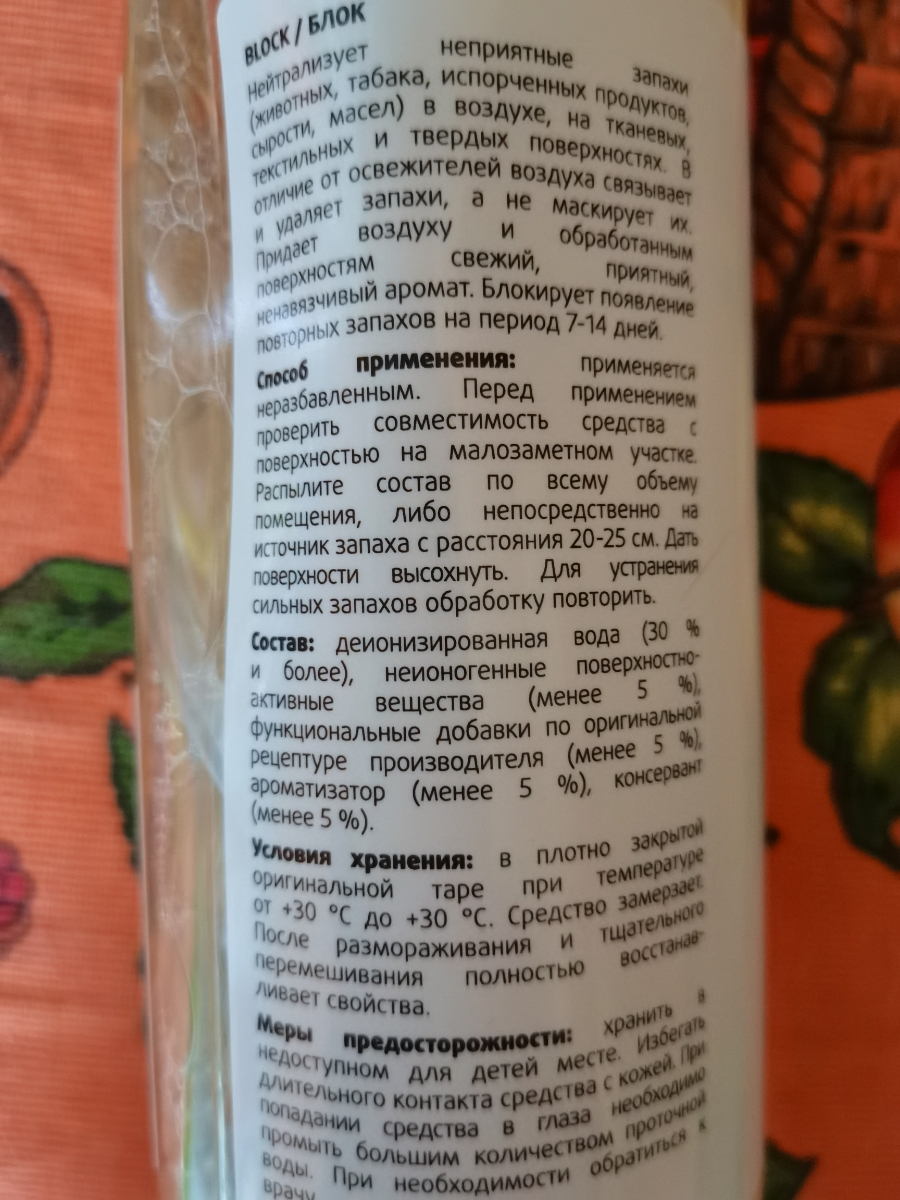 BLOCK / БЛОК
Нейтрализует неприятные запахи
(животных, табака, испорченных продуктов,
сырости, масел) в воздухе, на тканевых,
текстильных и твердых поверхностях. В
отличие от освежителей воздуха связывает
и удаляет запахи, а не маскирует их.
Придает воздуху и обработанным
поверхностям свежий, приятный,
ненавязчивый аромат. Блокирует появление
повторных запахов на период 7-14 дней.
Способ применения: применяется
неразбавленным. Перед применением
проверить совместимость средства с
поверхностью на малозаметном участке.
Распылите состав по всему объему
помещения, либо непосредственно на
источник запаха с расстояния 20-25 см. Дать
поверхности высохнуть. Для устранения
сильных запахов обработку повторить.
Состав: деионизированная вода (30 %
и более), неионогенные поверхностно-
активные вещества (менее 5 %),
функциональные добавки по оригинальной
рецептуре производителя (менее 5 %),
ароматизатор (менее 5 %), консервант
(менее 5 %).
Условия хранения: в плотно закрытой
оригинальной таре при температуре
от +30 °С до +30 °С. Средство замерзает.
После размораживания и тщательного
перемешивания полностью восстанав-
ливает свойства.
Меры предосторожности: хранить в
недоступном для детей месте. Избегать
длительного контакта средства с кожей. При
попадании средства в глаза необходимо
промыть большим количеством проточной
воды. При необходимости обратиться к
врачу